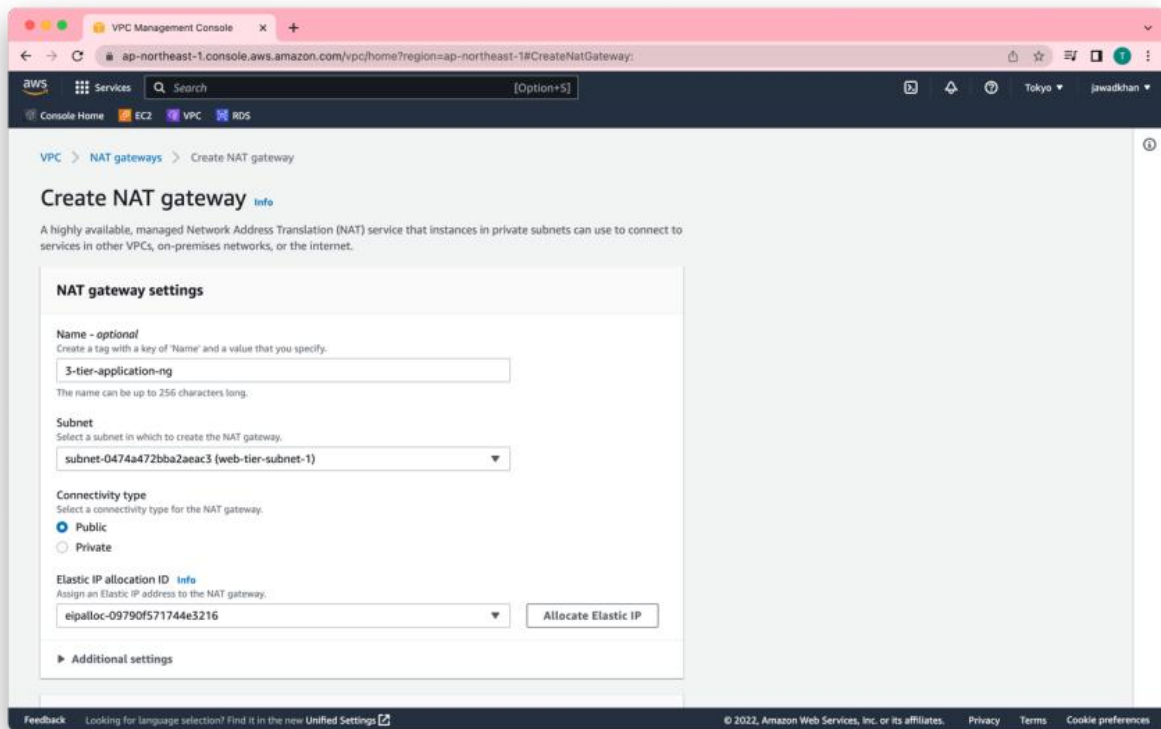 VPC Management Console
ap-northeast-1.console.aws.amazon.com/vpc/home?region=ap-northeast-1#CreateNatGateway:
T
aws Services Search [Option+S] Tokyo jawadkhan
Console Home EC2 VPC RDS
VPC > NAT gateways > Create NAT gateway
Create NAT gateway Info
A highly available, managed Network Address Translation (NAT) service that instances in private subnets can use to connect to
services in other VPCs, on-premises networks, or the internet.
NAT gateway settings
Name - optional
Create a tag with a key of 'Name' and a value that you specify.
3-tier-application-ng
The name can be up to 256 characters long.
Subnet
Select a subnet in which to create the NAT gateway.
subnet-0474a472bba2aeac3 (web-tier-subnet-1)
Connectivity type
Select a connectivity type for the NAT gateway.
Public
Private
Elastic IP allocation ID Info
Assign an Elastic IP address to the NAT gateway.
eipalloc-09790f571744e3216 Allocate Elastic IP
Additional settings
Feedback Looking for language selection? Find it in the new Unified Settings © 2022, Amazon Web Services, Inc. or its affiliates. Privacy Terms Cookie preferences